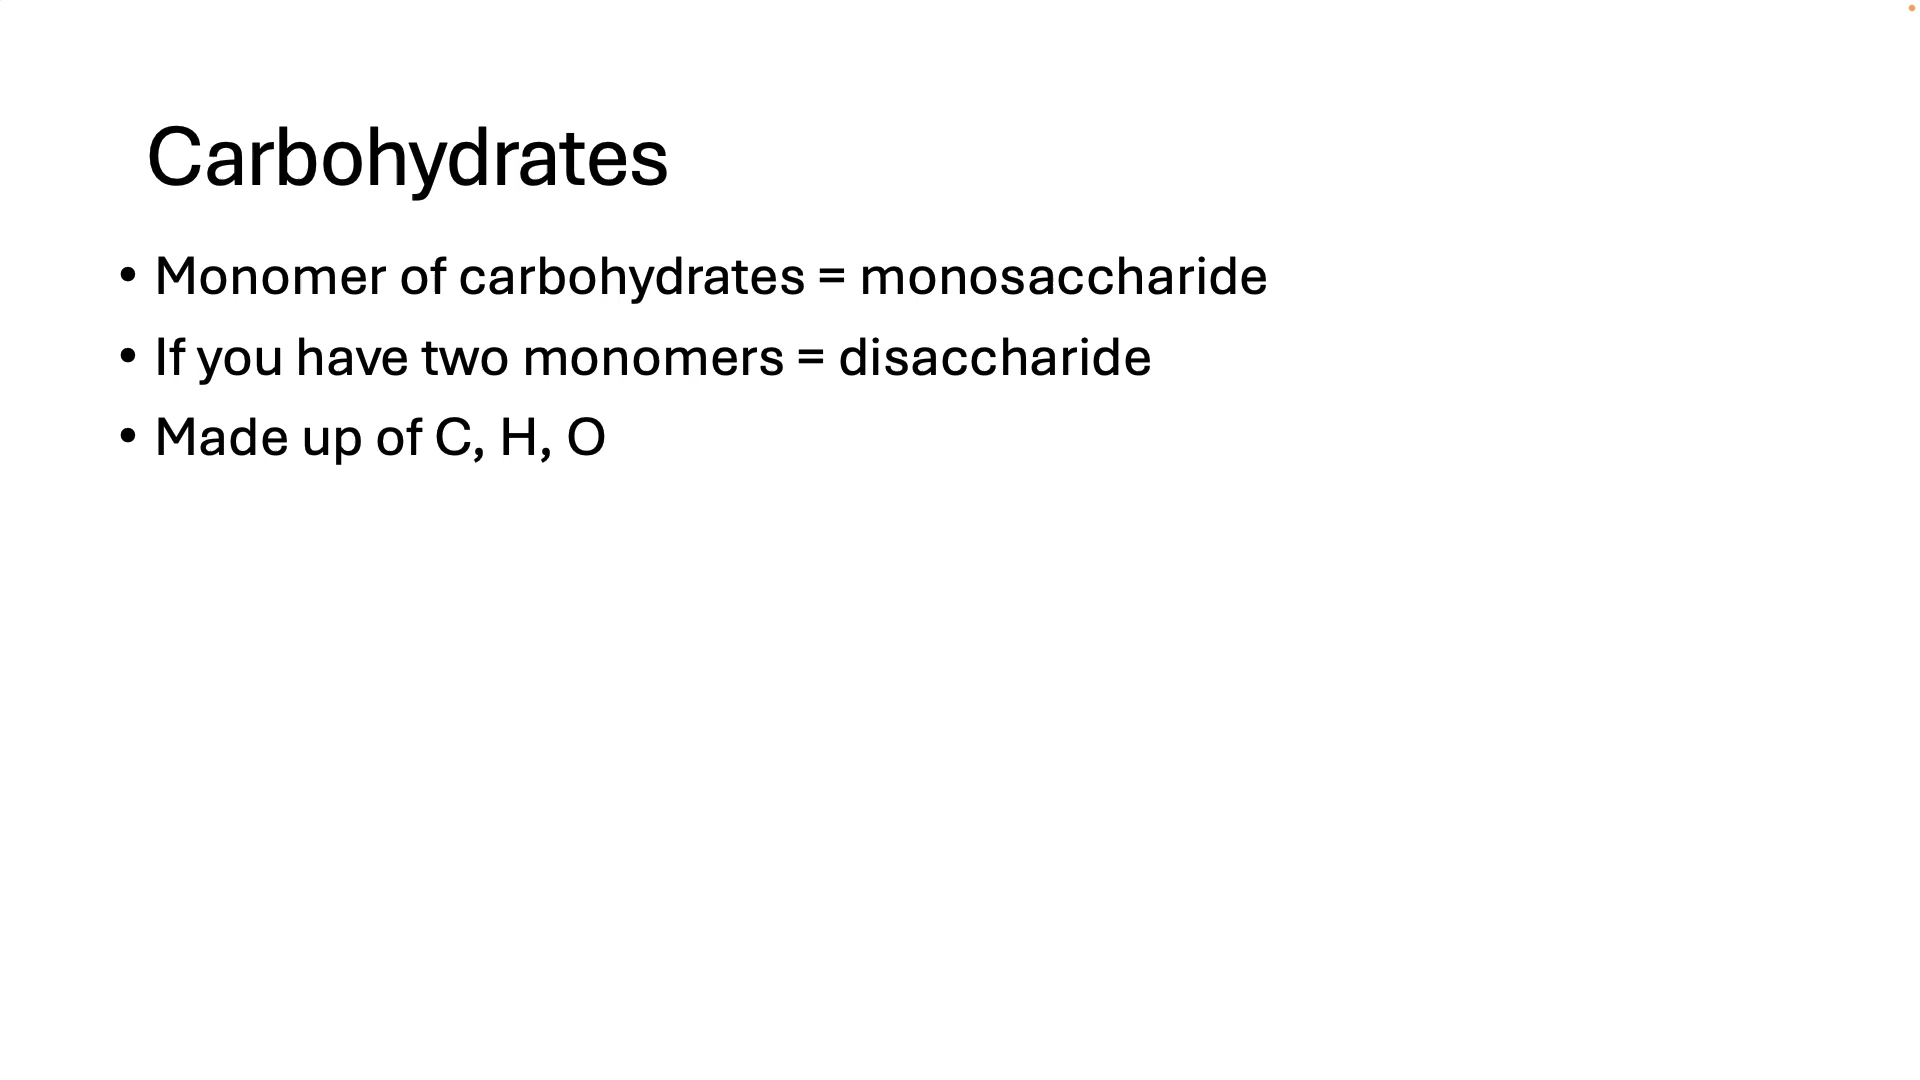 Carbohydrates
• Monomer of carbohydrates = monosaccharide
• If you have two monomers = disaccharide
• Made up of C, H, O